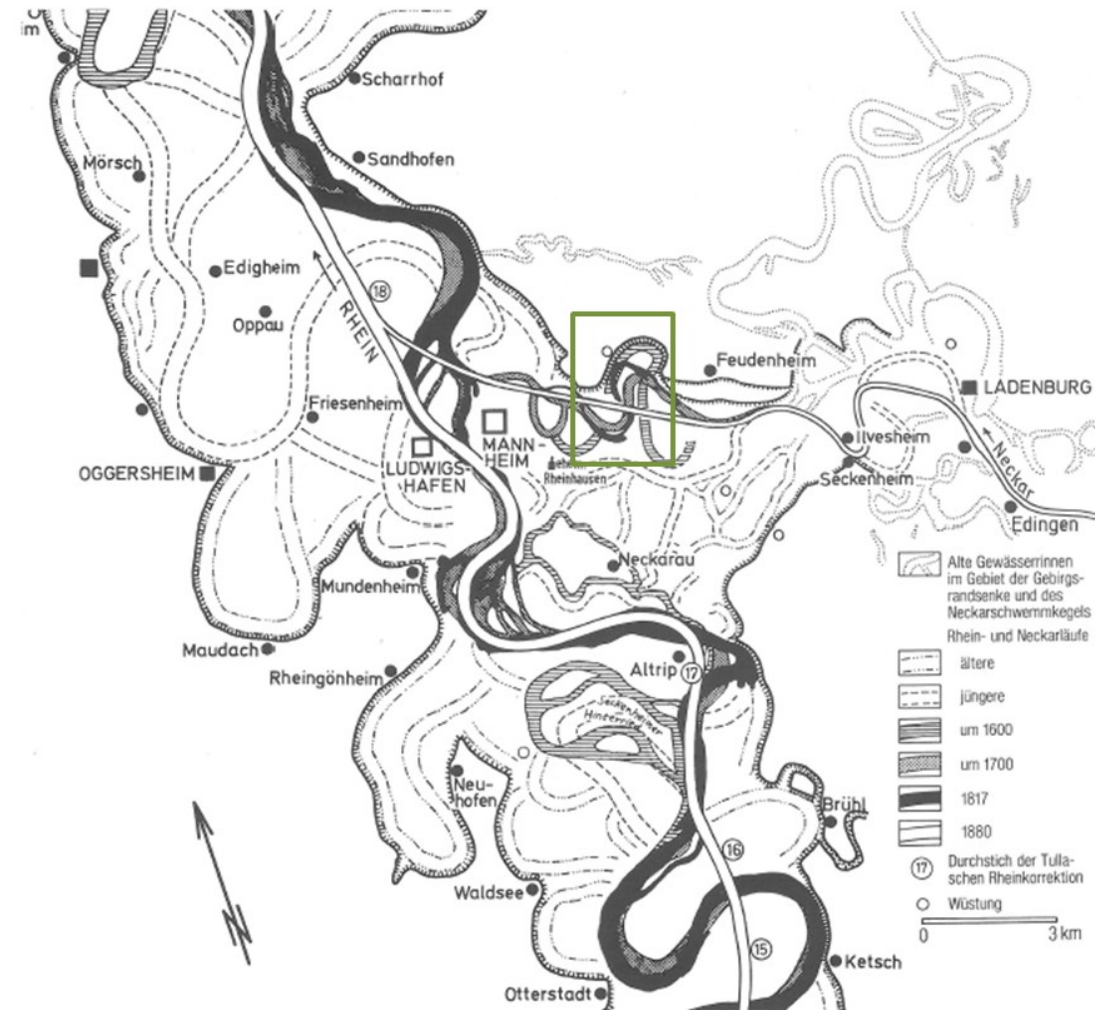 im
Scharrhof
Sandhofen
Mörsch
Edigheim
Oppau
18
RHEIN
Friesenheim
Feudenheim
LADENBURG
Ilvesheim
Neckar
Seckenheim
Edingen
OGGERSHEIM
LUDWIGS-
HAFEN
MANN-
HEIM
Rheinhausen
Neckarau
Mundenheim
Maudach
Rheingönheim
Altrip
17
Seckenheimer
Hinterried
Neu-
hofen
Brühl
16
Waldsee
15
Ketsch
Otterstadt
Alte Gewässerrinnen
im Gebiet der Gebirgs-
randsenke und des
Neckarschwemmkegels
Rhein- und Neckarläufe
ältere
jüngere
um 1600
um 1700
1817
1880
17 Durchstich der Tulla-
schen Rheinkorrektion
Wüstung
0 3 km